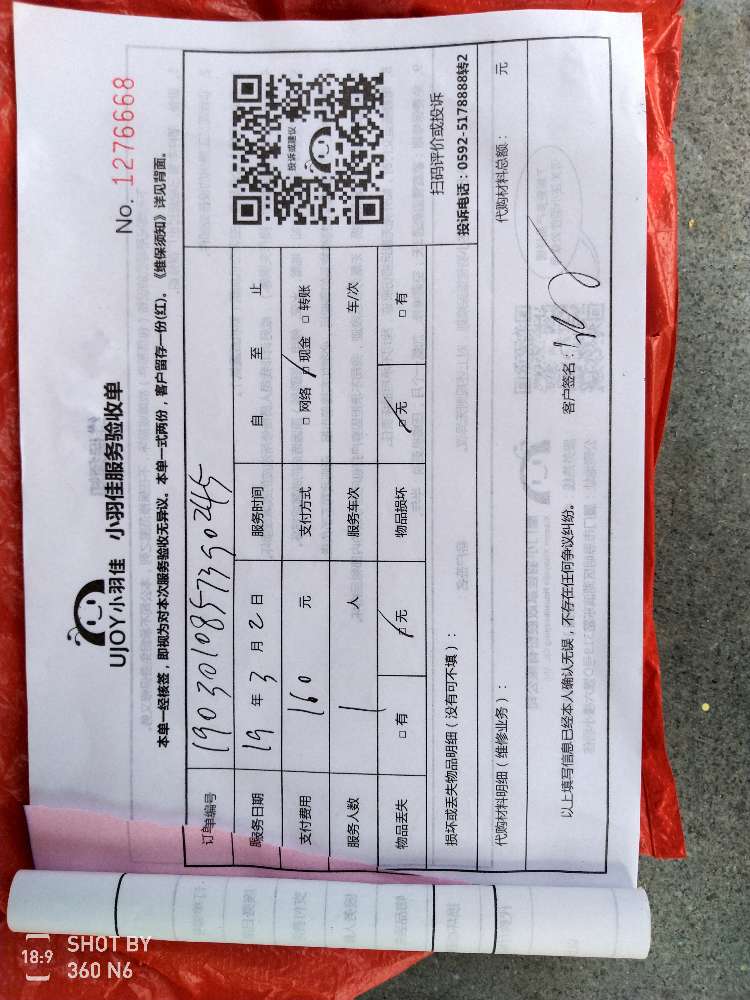 UJOY 小羽佳 小羽佳服务验收单
No. 1276668
本单一经核签，即视为对本次服务验收无异议。本单一式两份，客户留存一份(红)。《维保须知》详见背面。
订单编号 1903010857390245
服务日期 19 年 3 月 2 日 服务时间 自 至 止
支付费用 160 元 支付方式 □ 网络 □ 现金 □ 转账
服务人数 1 人 服务车次 车/次
物品丢失 □ 有 □ 无 物品损坏 □ 无 □ 有
投诉或建议
扫码评价或投诉
投诉电话：0592-5178888转2
损坏或丢失物品明细（没有可不填）：
代购材料明细（维修业务）： 代购材料总额： 元
以上填写信息已经本人确认无误，不存在任何争议纠纷。 客户签名：
18:9 SHOT BY
360 N6